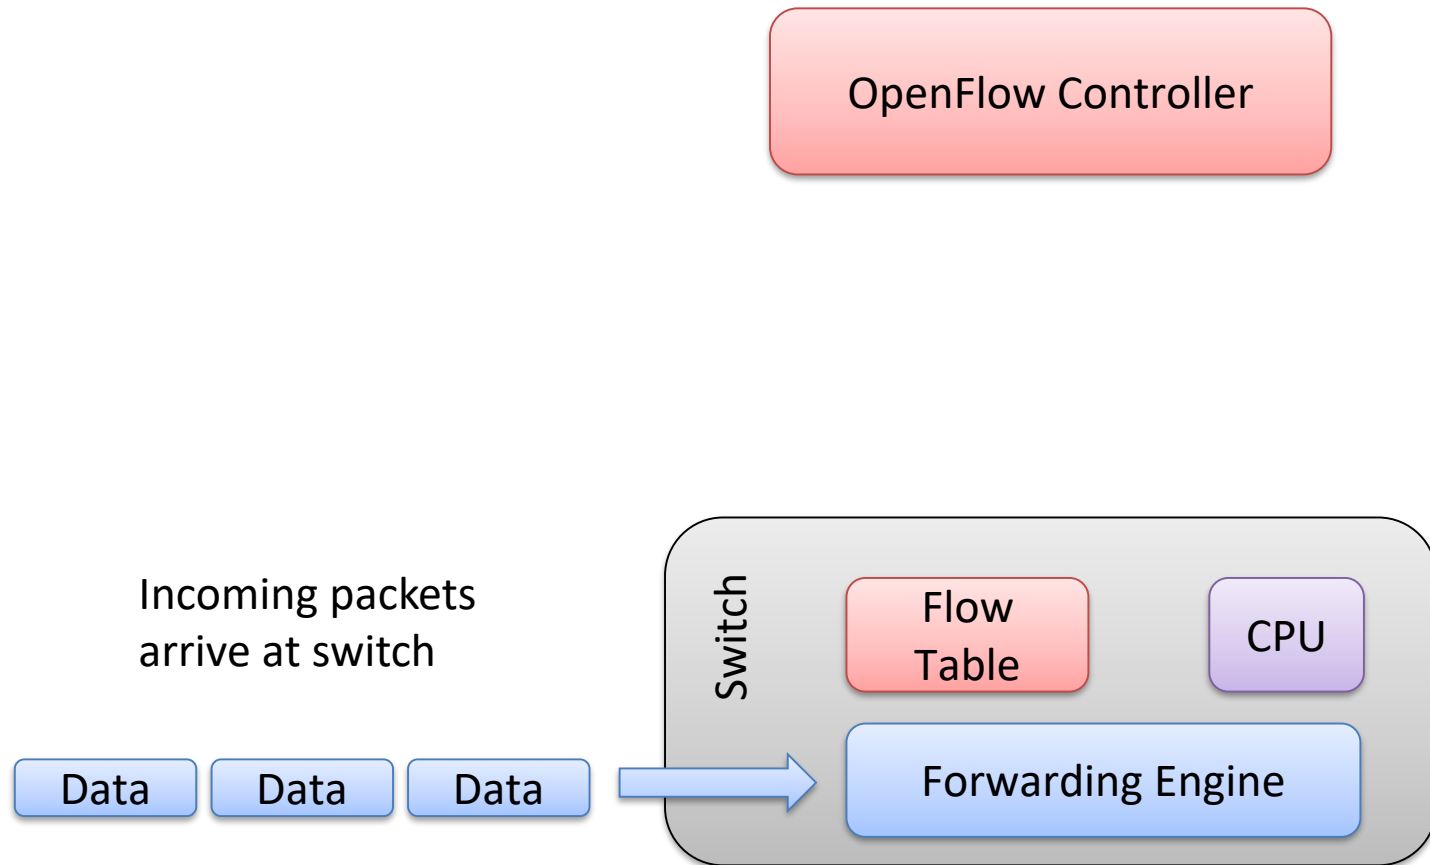 OpenFlow Controller
Incoming packets
arrive at switch
Switch
Flow
Table
CPU
Data
Data
Data
Forwarding Engine